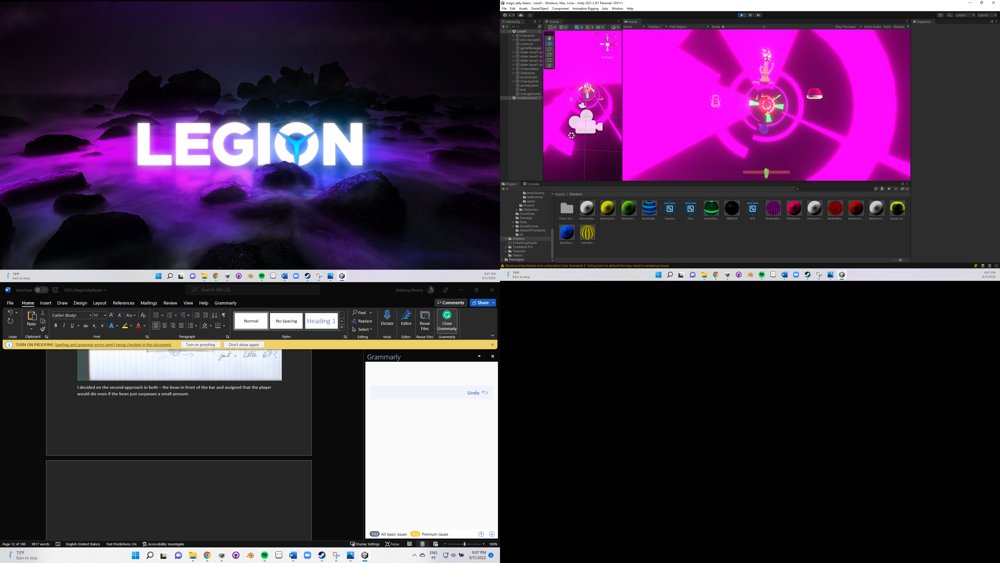 LEGION
73°F
Rain to stop
9:07 PM
9/11/2022
magic-jelly-beans - Level1 - Windows, Mac, Linux - Unity 2021.3.5f1 Personal <DX11>
File Edit Assets GameObject Component Animation Rigging Jobs Window Help
A
Layers Layout
Hierarchy
All
Level1
Character
you-escaped
colorList
gameManager
slider-level1-pa
slider-level1-pa
slider-level1-pa
slider-level1-pa
Collectables
Obstacles
level1Audio
Checkpoints
saveSystem
end
changeScene
DontDestroyO
Scene
Persp
Game
Game Display 1 Free Aspect Scale 1x Play Focused Mute Audio Stats Gizmos
Inspector
Project Console
30
pinkGummy
redGummy
spiral
Ground
Obstacles
ColorData
Damage
Data
GameEvents
StateOfTheGame
UI
Shaders
StreamingAssets
TextMesh Pro
Textures
Videos
Packages
Assets > Shaders
Other Sha... BananaBla... BananaYel... BearGum... BlueGridM... Dissolve Glow GreenGrid... GREENIE Grid PinkGridMa... PinkGumm... PinkGumm... RedGridMa... RedGumm... RedGumm... Shader Gr...
SpiralGum... YellowGri...
WindowsVideoMedia error unhandled Color Standard: 0 falling back to default this may result in rendering issues
73°F
Rain to stop
9:07 PM
9/11/2022
AutoSave Off GDD_MagicJellyBeans Search (Alt+Q) Anthony Pereira
File Home Insert Draw Design Layout References Mailings Review View Help Grammarly Comments Share
Paste
Calibri (Body) 11
Normal No Spacing Heading 1
Find
Replace
Select
Dictate
Editor
Reuse Files
Close Grammarly
Undo Clipboard Font Paragraph Styles Editing Voice Editor Reuse Files Grammarly
TURN ON PROOFING Spelling and grammar errors aren't being checked in this document. Turn on proofing Don't show again
just a little bit?
I decided on the second approach in both – the bean in front of the bar and assigned that the player
would die even if the bean just surpasses a small amount.
Grammarly
Undo
143 All basic issues 452 Premium issues
Page 12 of 100 9917 words English (United States) Text Predictions: On Accessibility: Investigate Display Settings Focus 100%
73°F
Rain to stop
ENG
PT
9:07 PM
9/11/2022
3